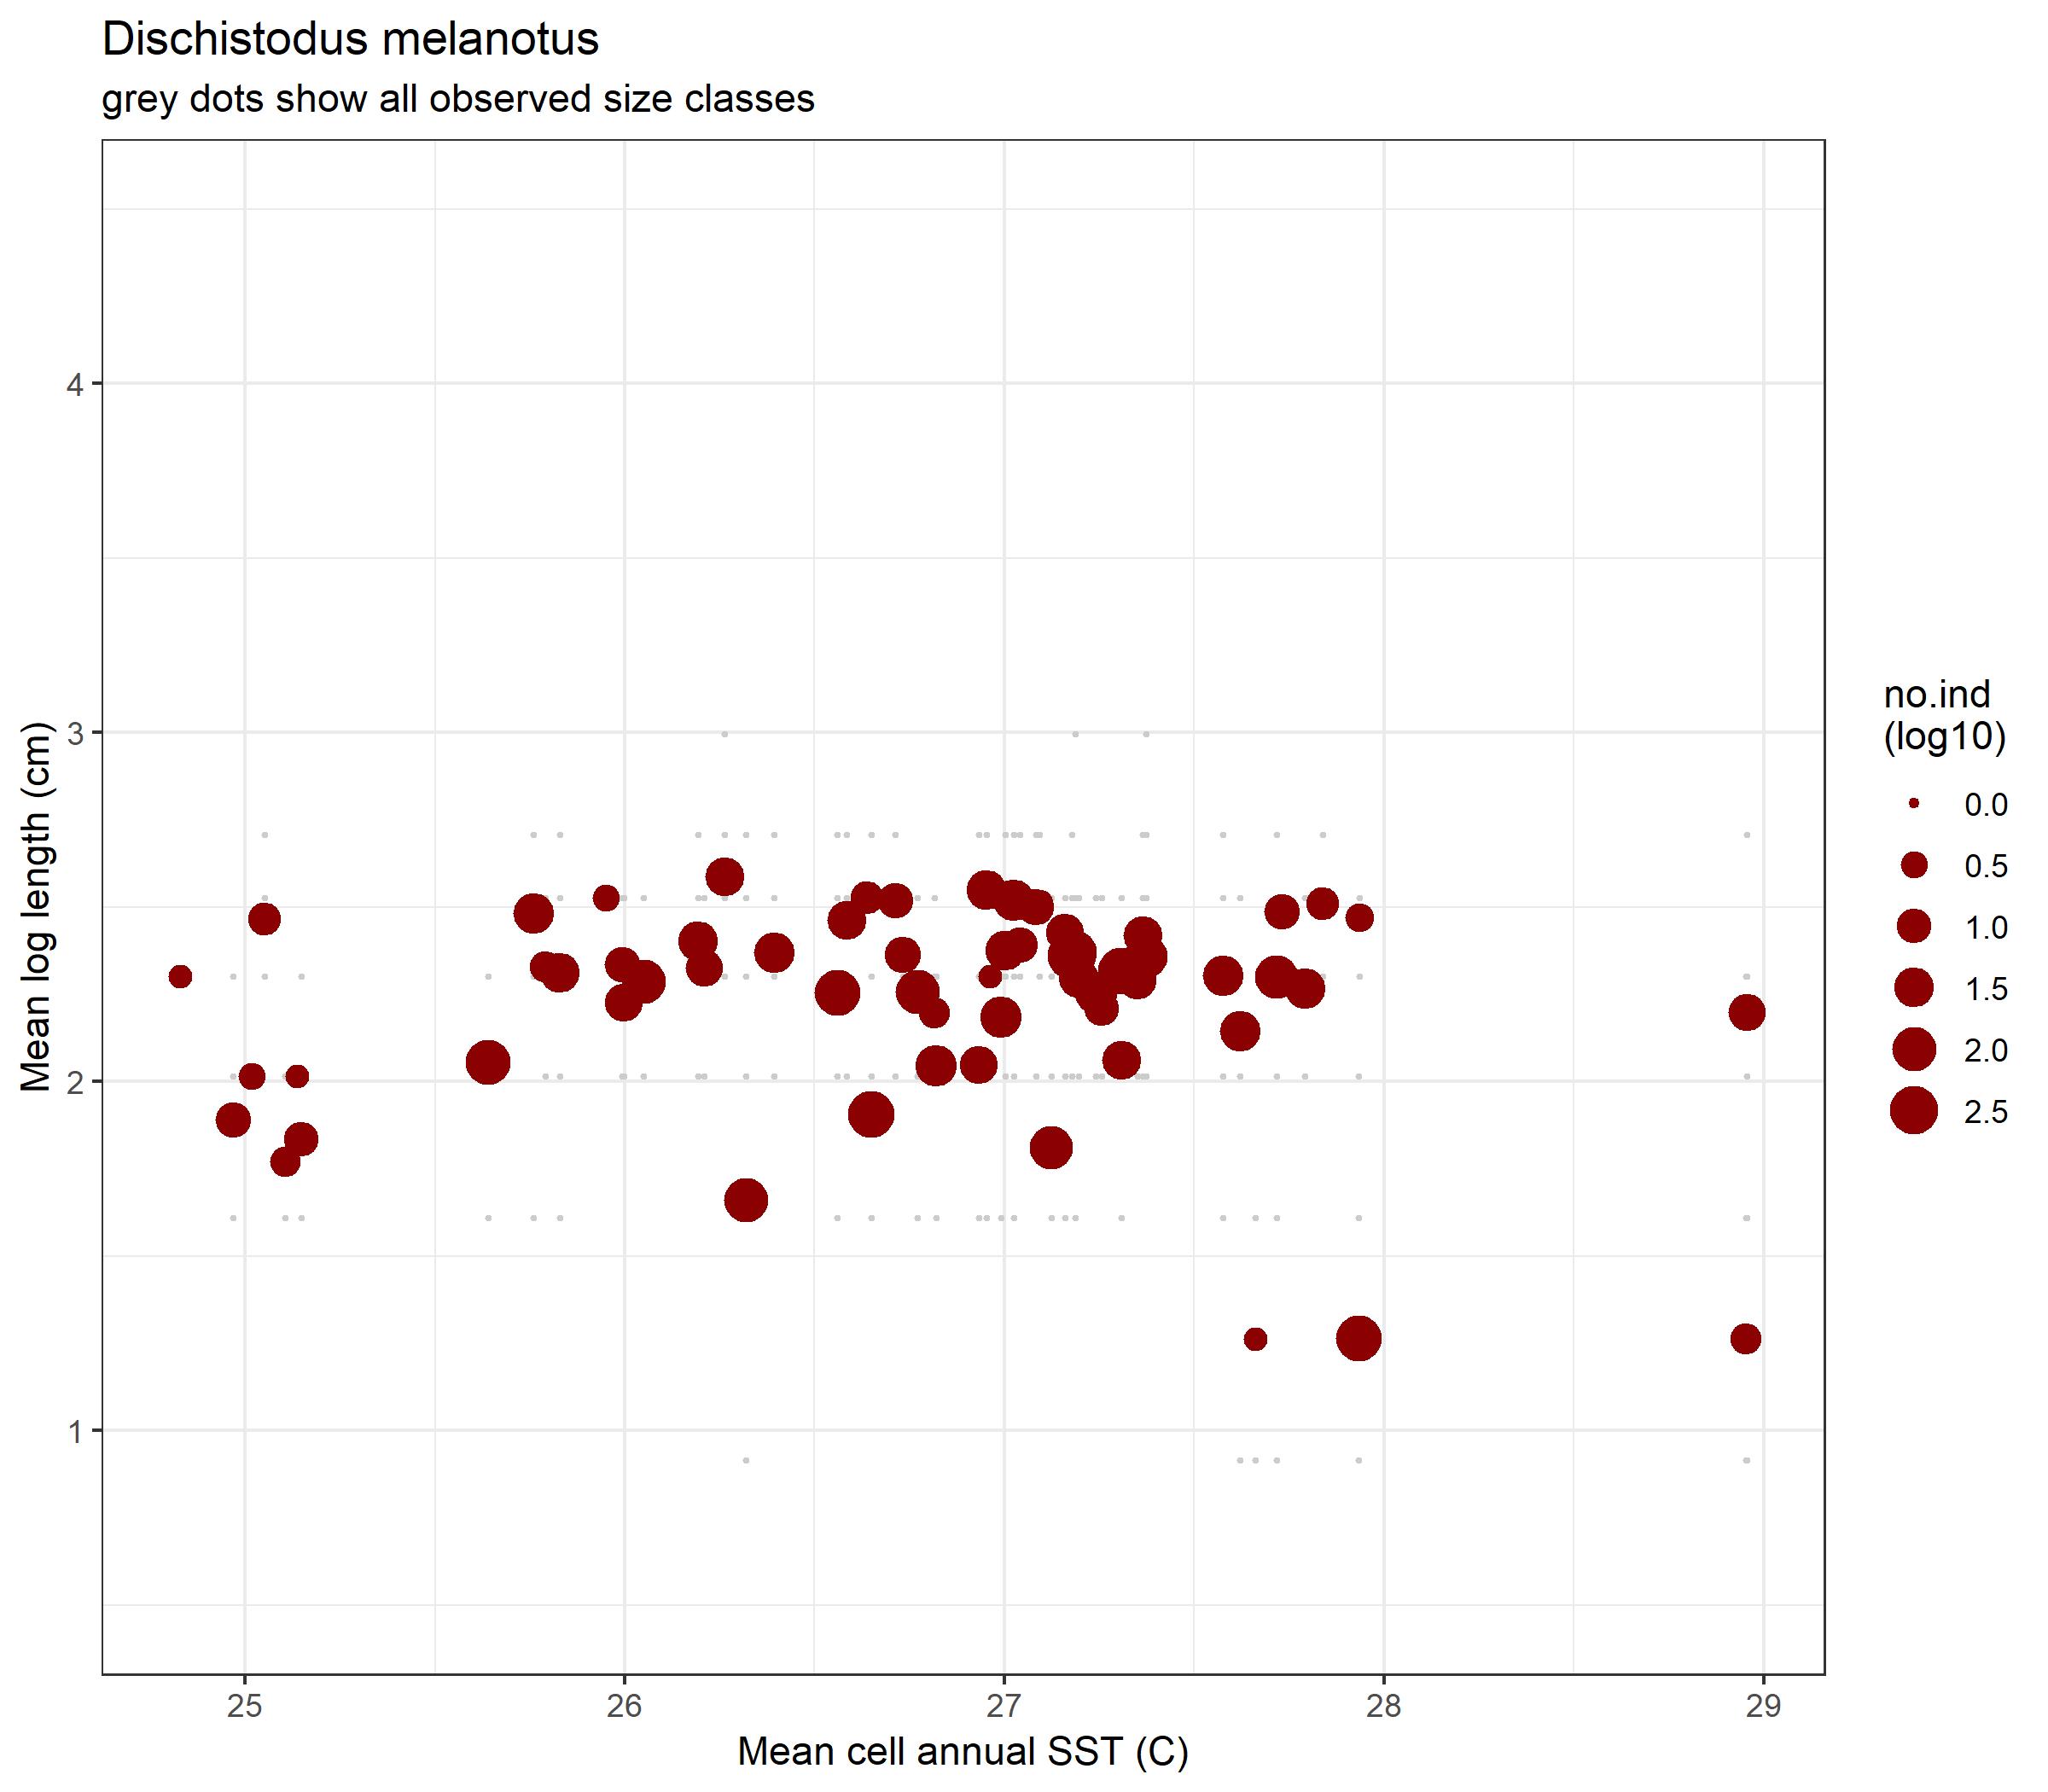 Dischistodus melanotus
grey dots show all observed size classes
Mean log length (cm)
4
3
2
1
25
26
27
28
29
Mean cell annual SST (C)
no.ind
(log10)
0.0
0.5
1.0
1.5
2.0
2.5